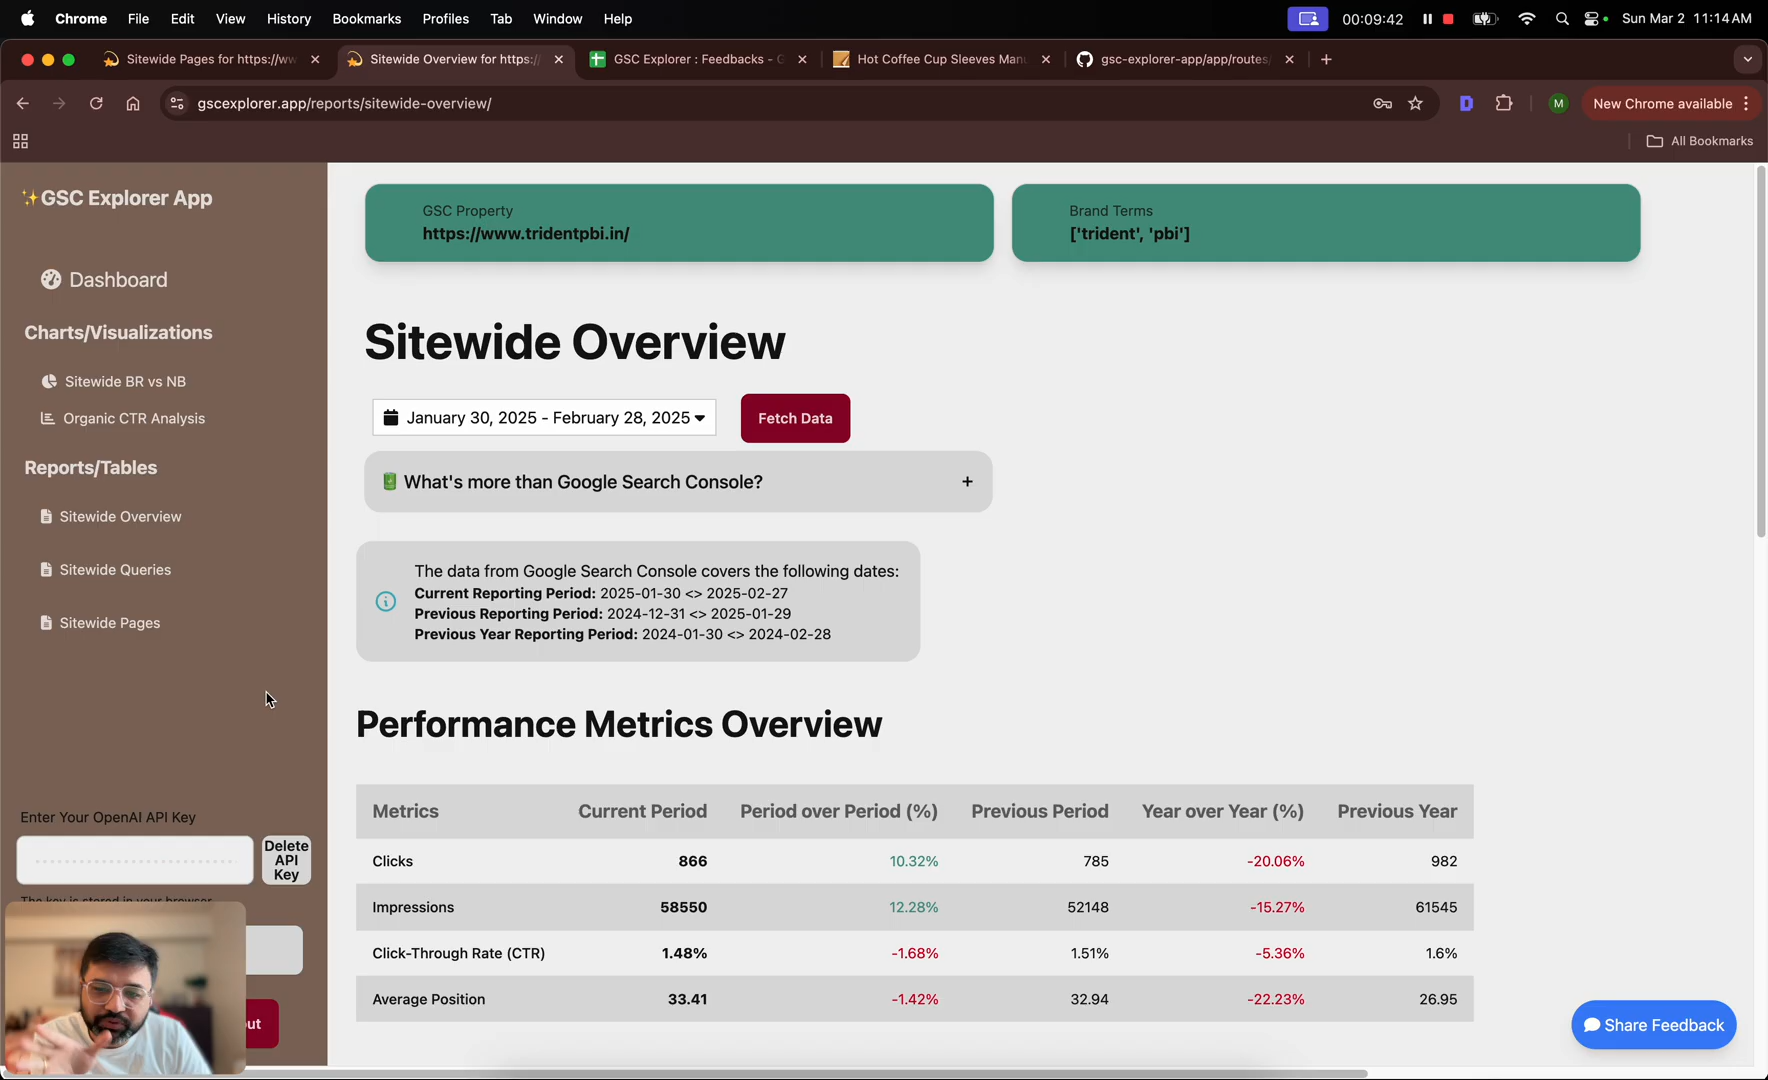 Chrome File Edit View History Bookmarks Profiles Tab Window Help 00:09:42 Sun Mar 2 11:14 AM
Sitewide Pages for https://ww Sitewide Overview for https:// GSC Explorer : Feedbacks - G Hot Coffee Cup Sleeves Manu gsc-explorer-app/app/routes/
gscexplorer.app/reports/sitewide-overview/ M New Chrome available
All Bookmarks
✨GSC Explorer App
Dashboard
Charts/Visualizations
Sitewide BR vs NB
Organic CTR Analysis
Reports/Tables
Sitewide Overview
Sitewide Queries
Sitewide Pages
Enter Your OpenAI API Key
Delete
API
Key
The key is stored in your browser
ut
GSC Property
https://www.tridentpbi.in/
Brand Terms
['trident', 'pbi']
Sitewide Overview
January 30, 2025 - February 28, 2025
Fetch Data
What's more than Google Search Console? +
The data from Google Search Console covers the following dates:
Current Reporting Period: 2025-01-30 <> 2025-02-27
Previous Reporting Period: 2024-12-31 <> 2025-01-29
Previous Year Reporting Period: 2024-01-30 <> 2024-02-28
Performance Metrics Overview
Metrics Current Period Period over Period (%) Previous Period Year over Year (%) Previous Year
Clicks 866 10.32% 785 -20.06% 982
Impressions 58550 12.28% 52148 -15.27% 61545
Click-Through Rate (CTR) 1.48% -1.68% 1.51% -5.36% 1.6%
Average Position 33.41 -1.42% 32.94 -22.23% 26.95
Share Feedback